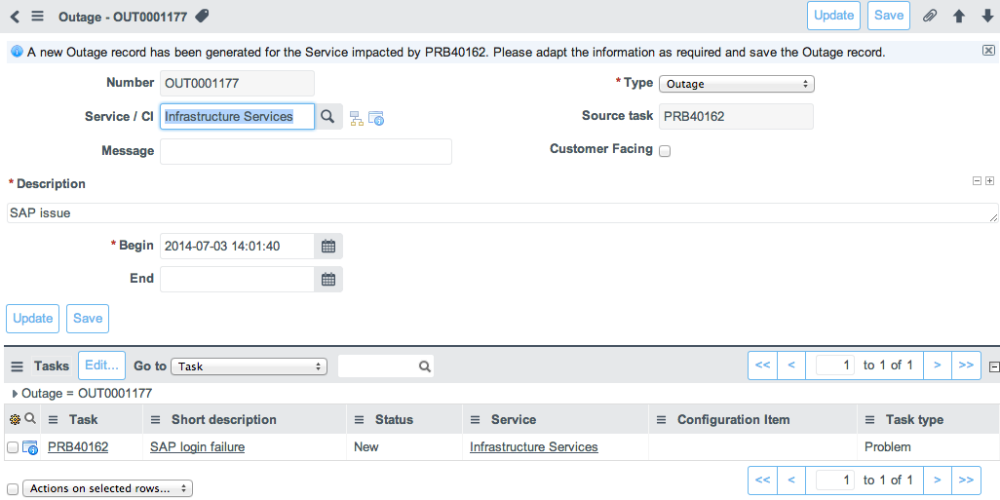 Outage - OUT0001177 Update Save
A new Outage record has been generated for the Service impacted by PRB40162. Please adapt the information as required and save the Outage record.
Number OUT0001177 * Type Outage
Service / CI Infrastructure Services Source task PRB40162
Message Customer Facing
* Description
SAP issue
* Begin 2014-07-03 14:01:40
End
Update Save
Tasks Edit... Go to Task << < 1 to 1 of 1 > >>
Outage = OUT0001177
Task Short description Status Service Configuration Item Task type
PRB40162 SAP login failure New Infrastructure Services Problem
Actions on selected rows... << < 1 to 1 of 1 > >>